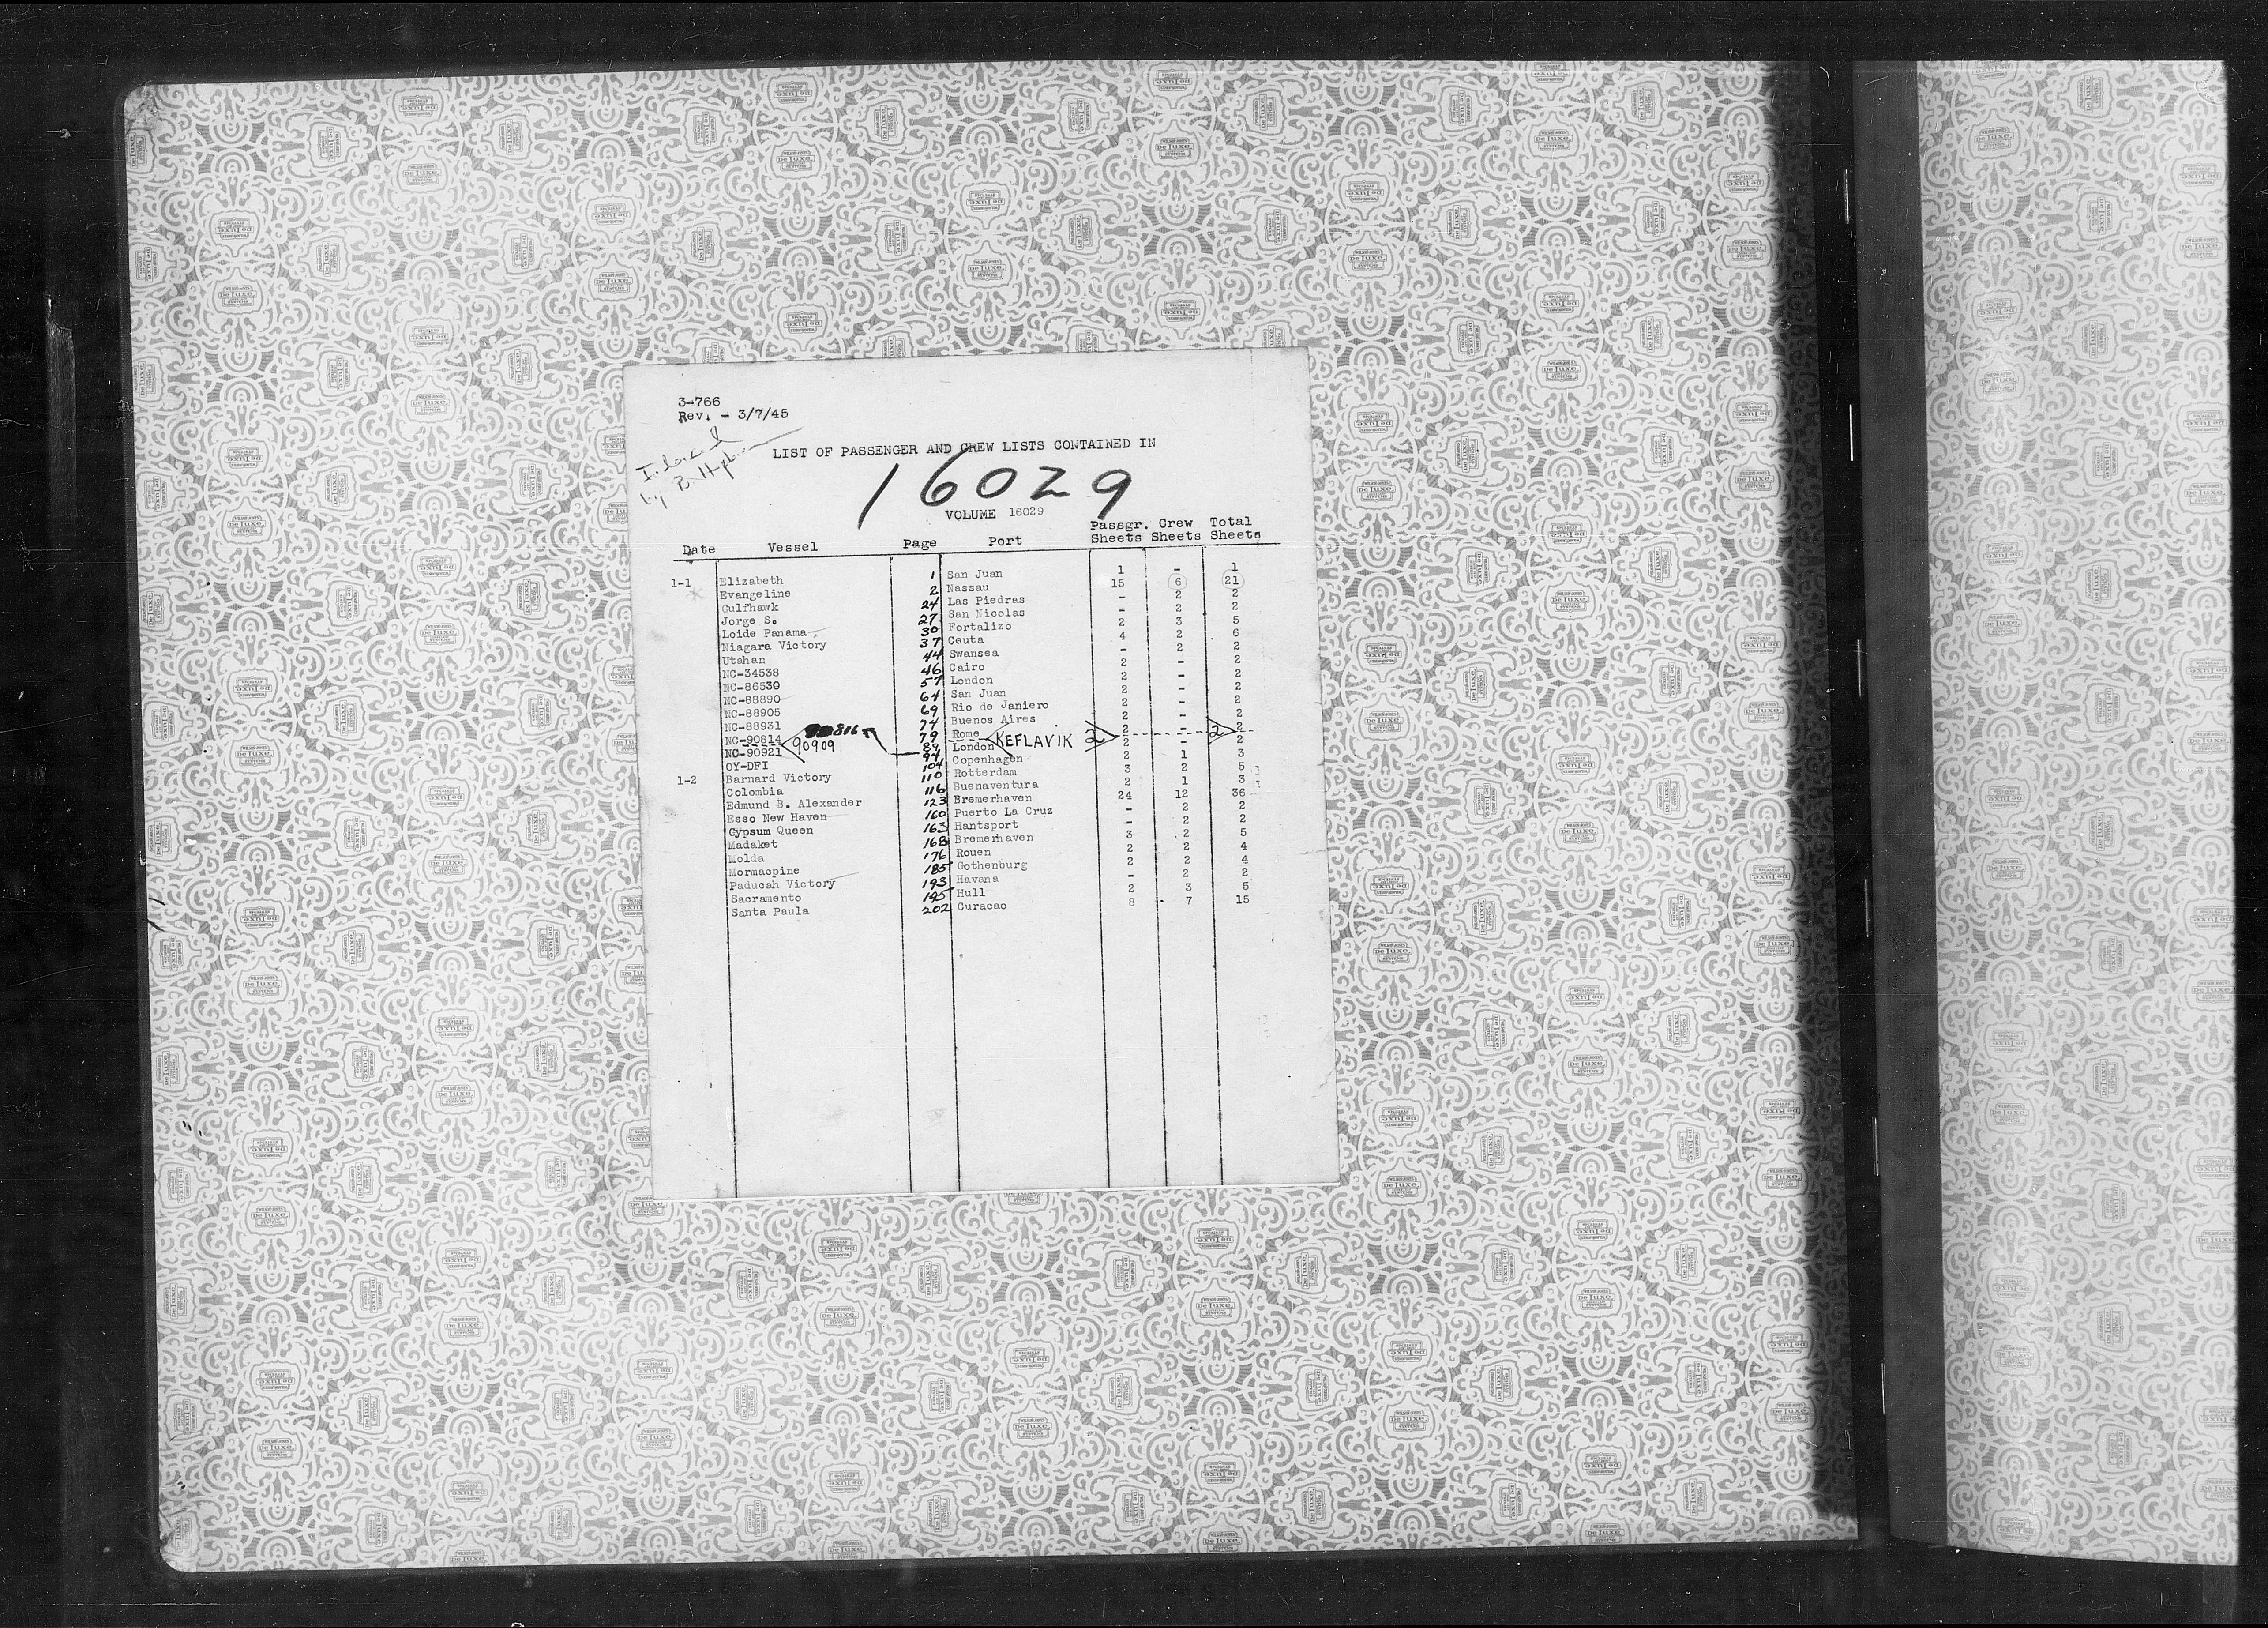 3-766
Rev. - 3/7/45
by
LIST OF PASSENGER AND CREW LISTS CONTAINED IN
16029
VOLUME 16029
Date Vessel Page Port Passgr. Sheets Crew Sheets Total Sheets
1-1 Elizabeth 1 San Juan 1 - 1
Evangeline 2 Nassau 15 6 21
Gulfhawk 24 Las Piedras - 2 2
Jorge S. 27 San Nicolas - 2 2
Loide Panama 30 Fortalizo 2 3 5
Niagara Victory 37 Ceuta 4 2 6
Utahan 44 Swansea - 2 2
NC-34538 46 Cairo 2 - 2
NC-86530 57 London 2 - 2
NC-88890 64 San Juan 2 - 2
NC-88905 69 Rio de Janiero 2 - 2
NC-88931 74 Buenos Aires 2 - 2
NC-90814 79 Rome 2 - 2
90909 KEFLAVIK 2 2
NC-90921 London 2 - 2
OY-DFI 104 Copenhagen 2 1 3
1-2 Barnard Victory 110 Rotterdam 3 2 5
Colombia 116 Buenaventura 2 1 3
Edmund B. Alexander 123 Bremerhaven 24 12 36
Esso New Haven 160 Puerto La Cruz - 2 2
Gypsum Queen 163 Hantsport - 2 2
Madaket 168 Bremerhaven 3 2 5
Molda 176 Rouen 2 2 4
Mormacpine 185 Gothenburg 2 2 4
Paducah Victory 193 Havana - 2 2
Sacramento 195 Hull 2 3 5
Santa Paula 202 Curacao 8 7 15
De Luxe